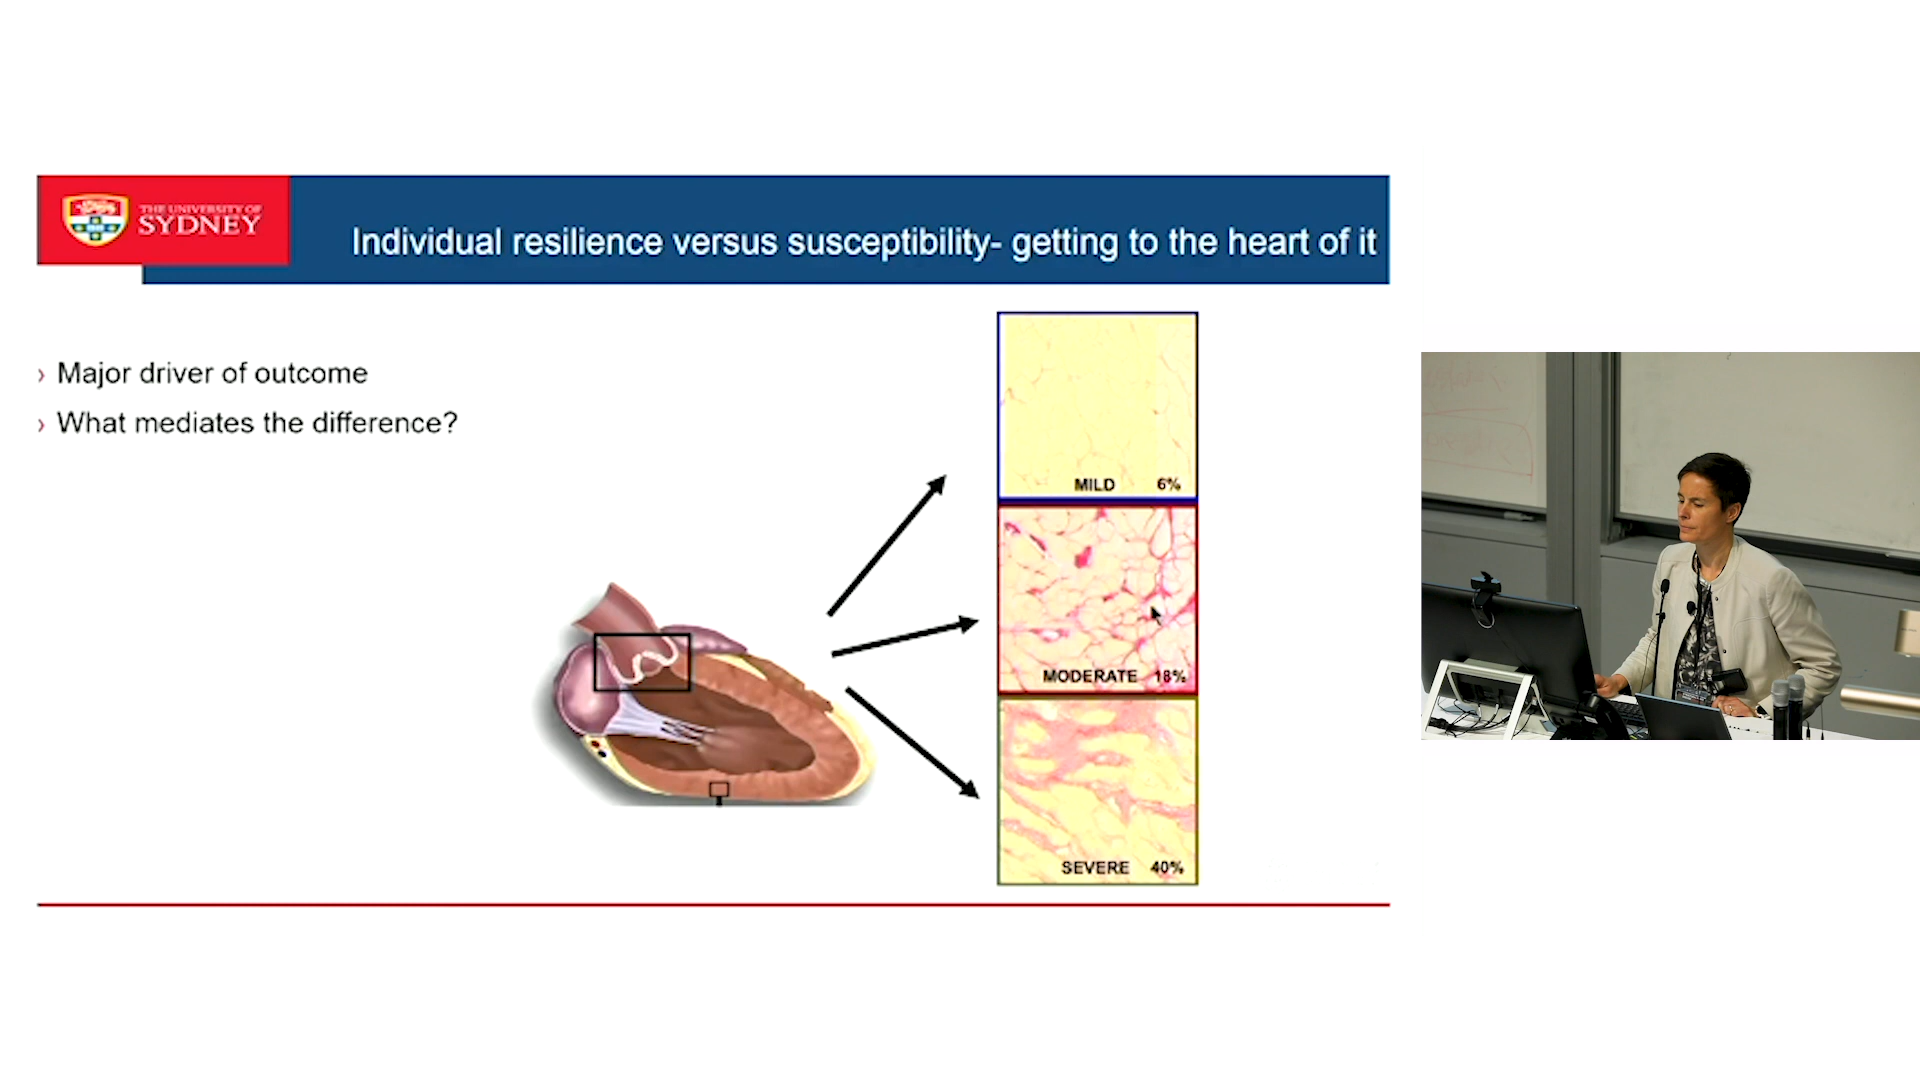 THE UNIVERSITY OF
SYDNEY
Individual resilience versus susceptibility- getting to the heart of it
› Major driver of outcome
› What mediates the difference?
MILD 6%
MODERATE 18%
SEVERE 40%